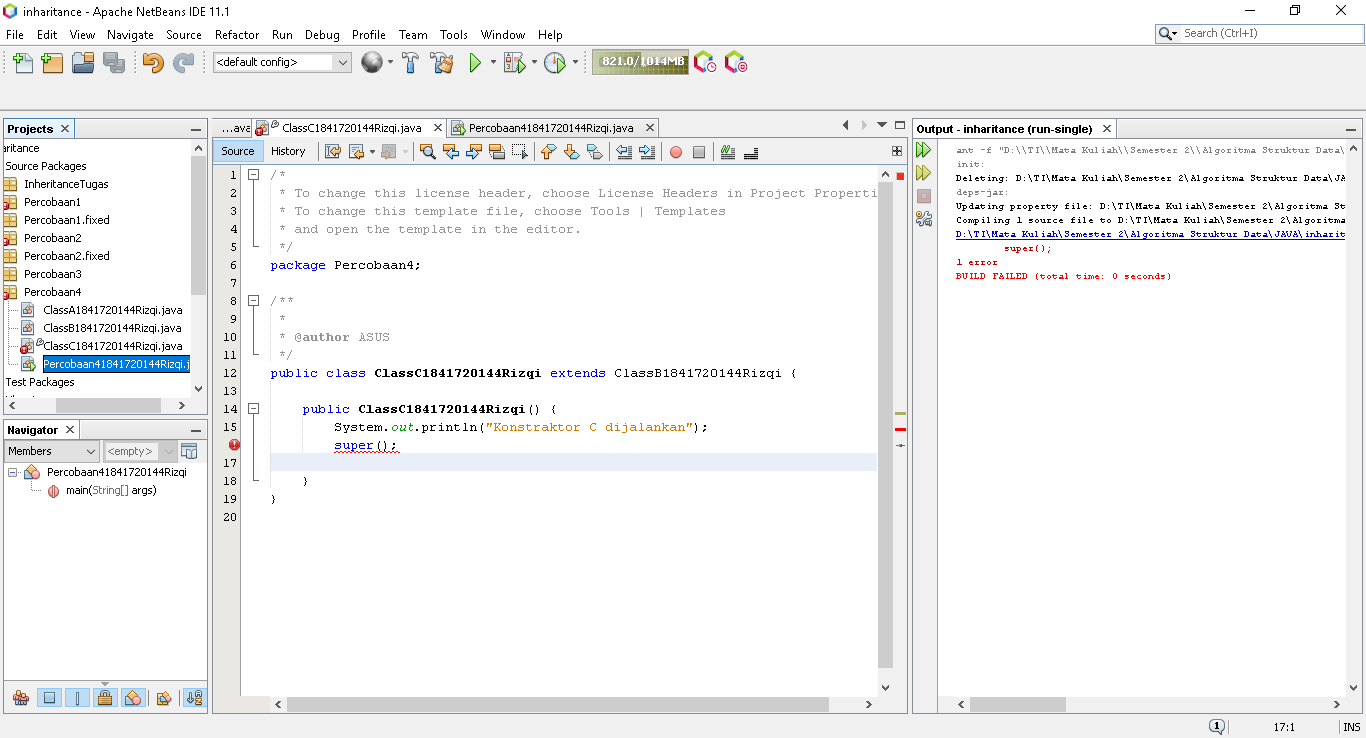 inharitance - Apache NetBeans IDE 11.1
File Edit View Navigate Source Refactor Run Debug Profile Team Tools Window Help
Search (Ctrl+I)
<default config>
821.0/1014MB
Projects
ritance
Source Packages
InheritanceTugas
Percobaan1
Percobaan1.fixed
Percobaan2
Percobaan2.fixed
Percobaan3
Percobaan4
ClassA1841720144Rizqi.java
ClassB1841720144Rizqi.java
ClassC1841720144Rizqi.java
Percobaan41841720144Rizqi.j
Test Packages
Navigator
Members
<empty>
Percobaan41841720144Rizqi
main(String[] args)
...ava ClassC1841720144Rizqi.java Percobaan41841720144Rizqi.java
Source History
1 /*
2 * To change this license header, choose License Headers in Project Properti
3 * To change this template file, choose Tools | Templates
4 * and open the template in the editor.
5 */
6 package Percobaan4;
7
8 /**
9 *
10 * @author ASUS
11 */
12 public class ClassC1841720144Rizqi extends ClassB1841720144Rizqi {
13
14 public ClassC1841720144Rizqi() {
15 System.out.println("Konstraktor C dijalankan");
super();
17
18 }
19 }
20
Output - inharitance (run-single)
ant -f "D:\\TI\\Mata Kuliah\\Semester 2\\Algoritma Struktur Data\
init:
Deleting: D:\TI\Mata Kuliah\Semester 2\Algoritma Struktur Data\JA
deps-jar:
Updating property file: D:\TI\Mata Kuliah\Semester 2\Algoritma St
Compiling 1 source file to D:\TI\Mata Kuliah\Semester 2\Algoritma
D:\TI\Mata Kuliah\Semester 2\Algoritma Struktur Data\JAVA\inharit
super();
1 error
BUILD FAILED (total time: 0 seconds)
1
17:1 INS